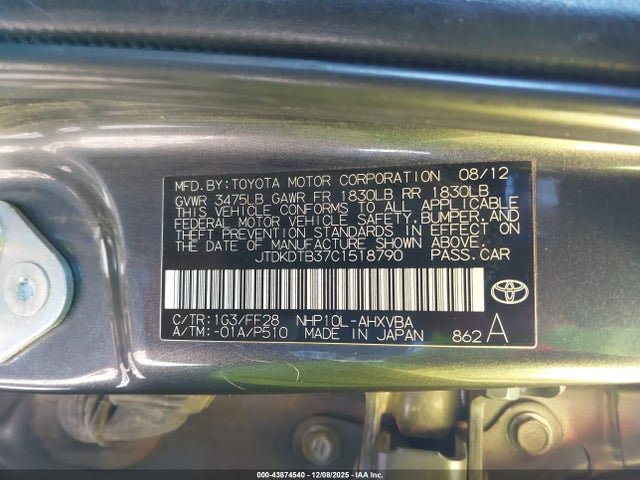 MFD.BY:TOYOTA MOTOR CORPORATION 08/12
GVWR 3475LB GAWR FR 1830LB RR 1830LB
THIS VEHICLE CONFORMS TO ALL APPLICABLE
FEDERAL MOTOR VEHICLE SAFETY,BUMPER,AND
THEFT PREVENTION STANDARDS IN EFFECT ON
THE DATE OF MANUFACTURE SHOWN ABOVE.
JTDKDTB37C1518790 PASS.CAR
C/TR:1G3/FF28 NHP10L-AHXVBA
A/TM:-01A/P510 MADE IN JAPAN 862 A
000-43874540 - 12/08/2025 - Copart.com